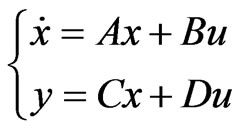 ẋ = Ax + Bu
y = Cx + Du